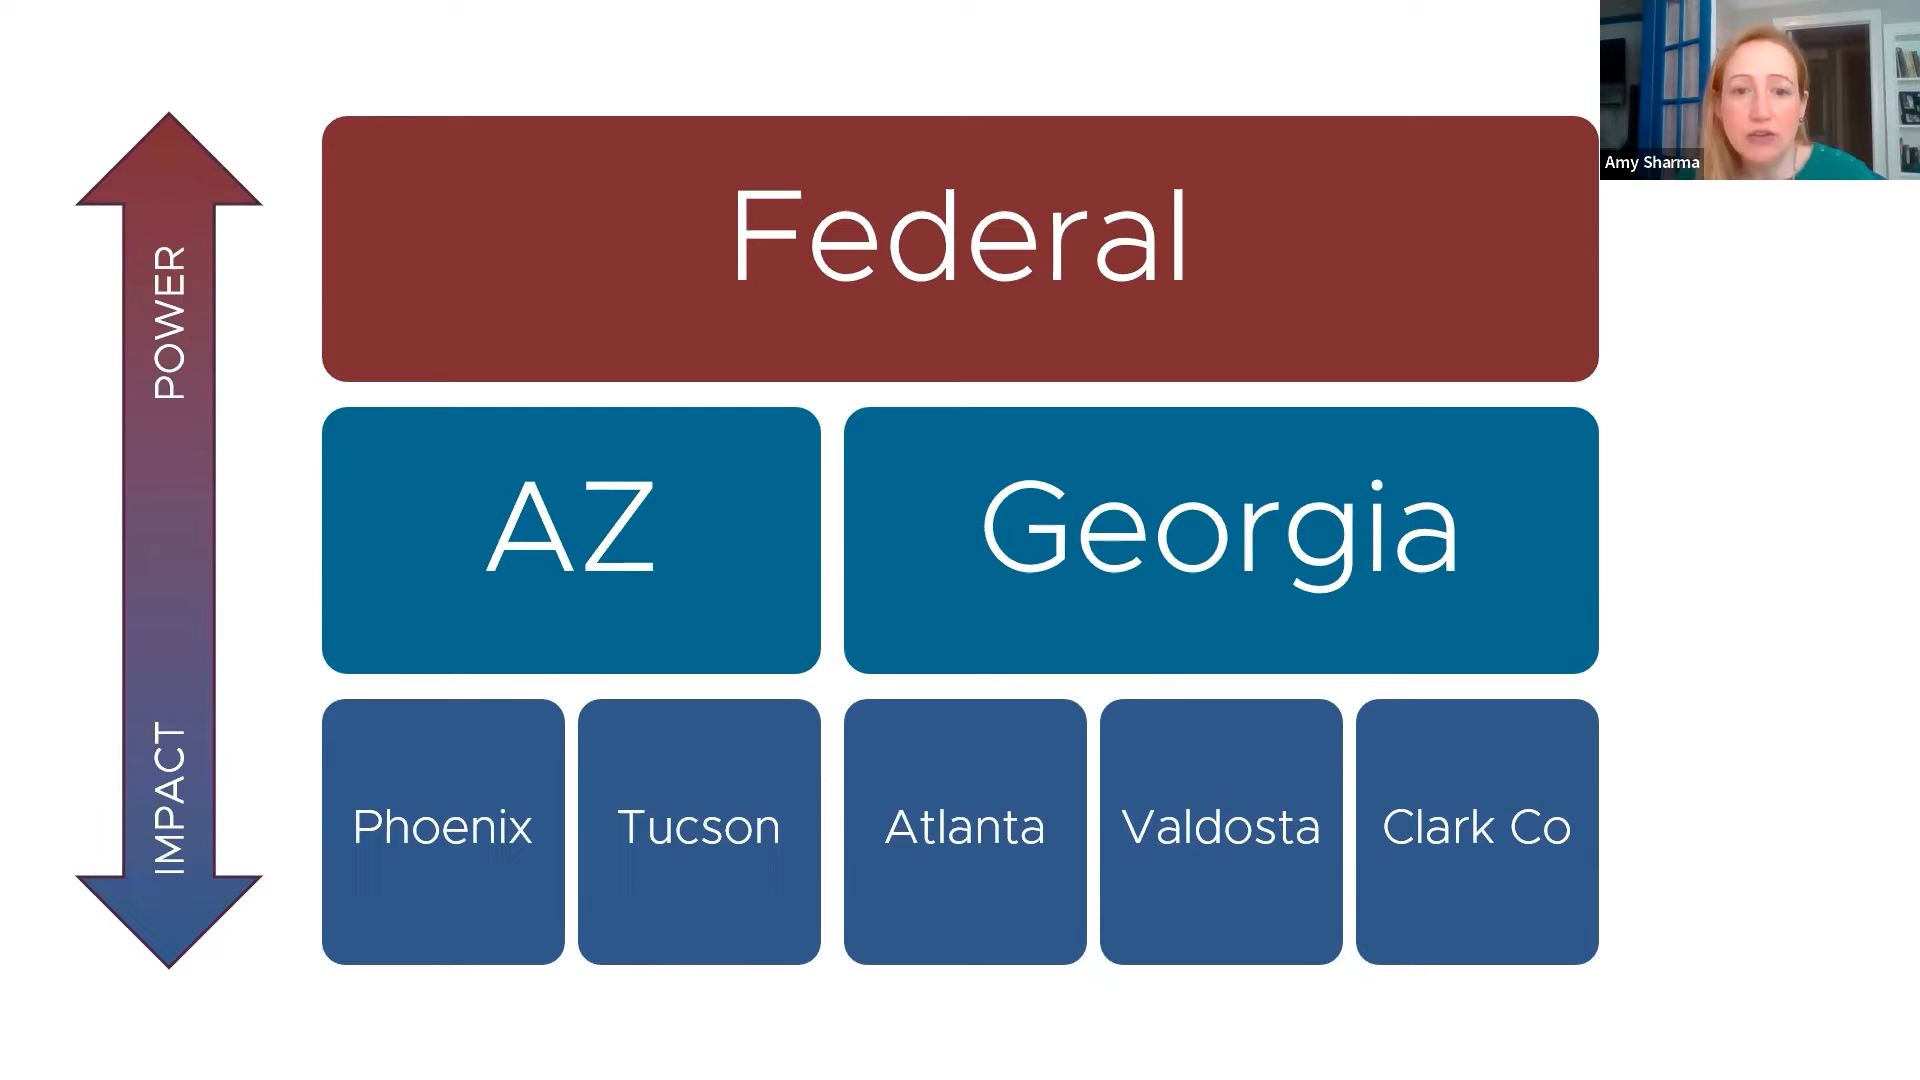 Amy Sharma
POWER
IMPACT
Federal
AZ
Georgia
Phoenix
Tucson
Atlanta
Valdosta
Clark Co